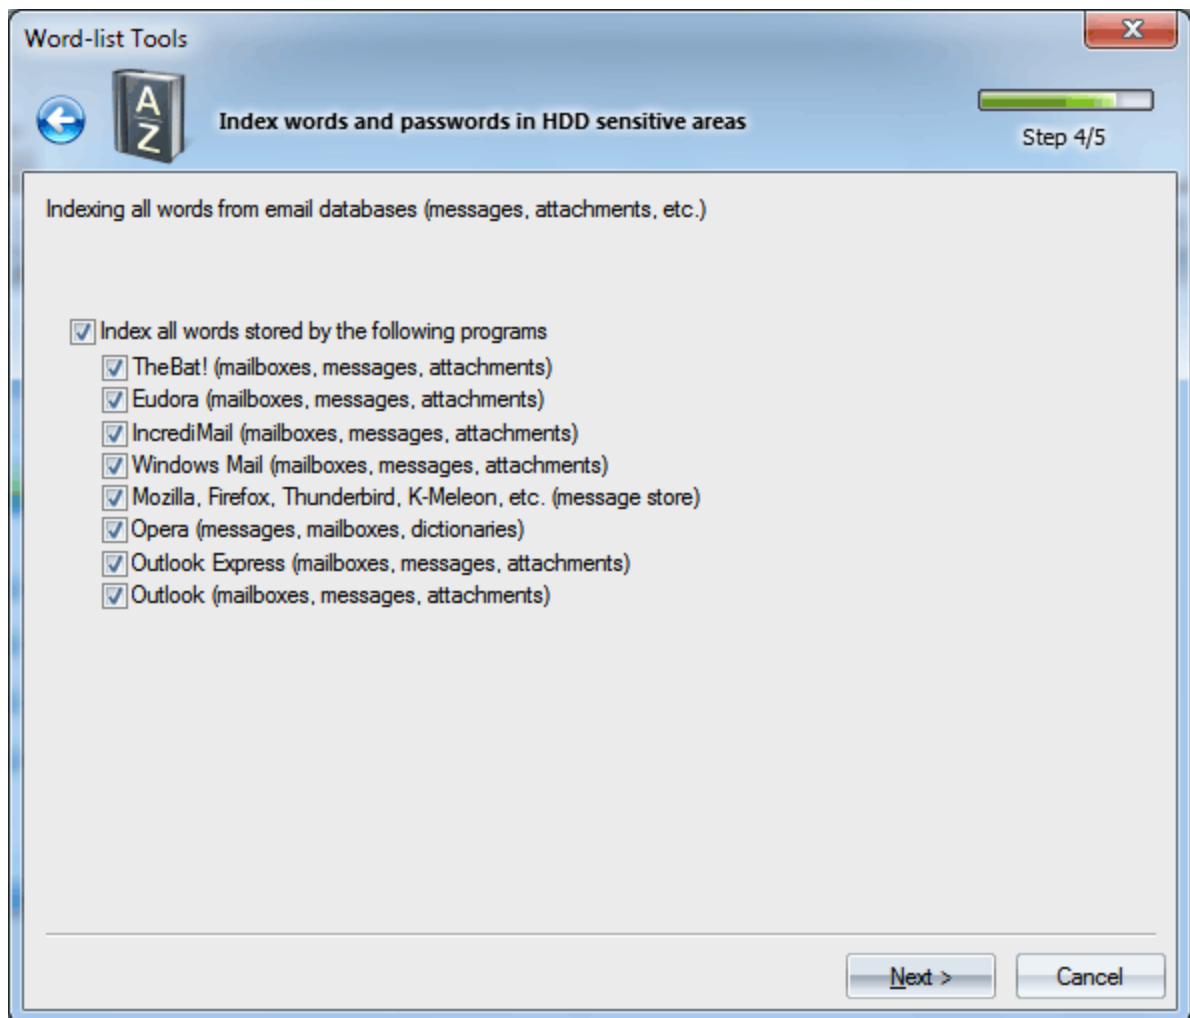 Word-list Tools
A
Z
Index words and passwords in HDD sensitive areas
Step 4/5
Indexing all words from email databases (messages, attachments, etc.)
Index all words stored by the following programs
TheBat! (mailboxes, messages, attachments)
Eudora (mailboxes, messages, attachments)
IncrediMail (mailboxes, messages, attachments)
Windows Mail (mailboxes, messages, attachments)
Mozilla, Firefox, Thunderbird, K-Meleon, etc. (message store)
Opera (messages, mailboxes, dictionaries)
Outlook Express (mailboxes, messages, attachments)
Outlook (mailboxes, messages, attachments)
Next > Cancel